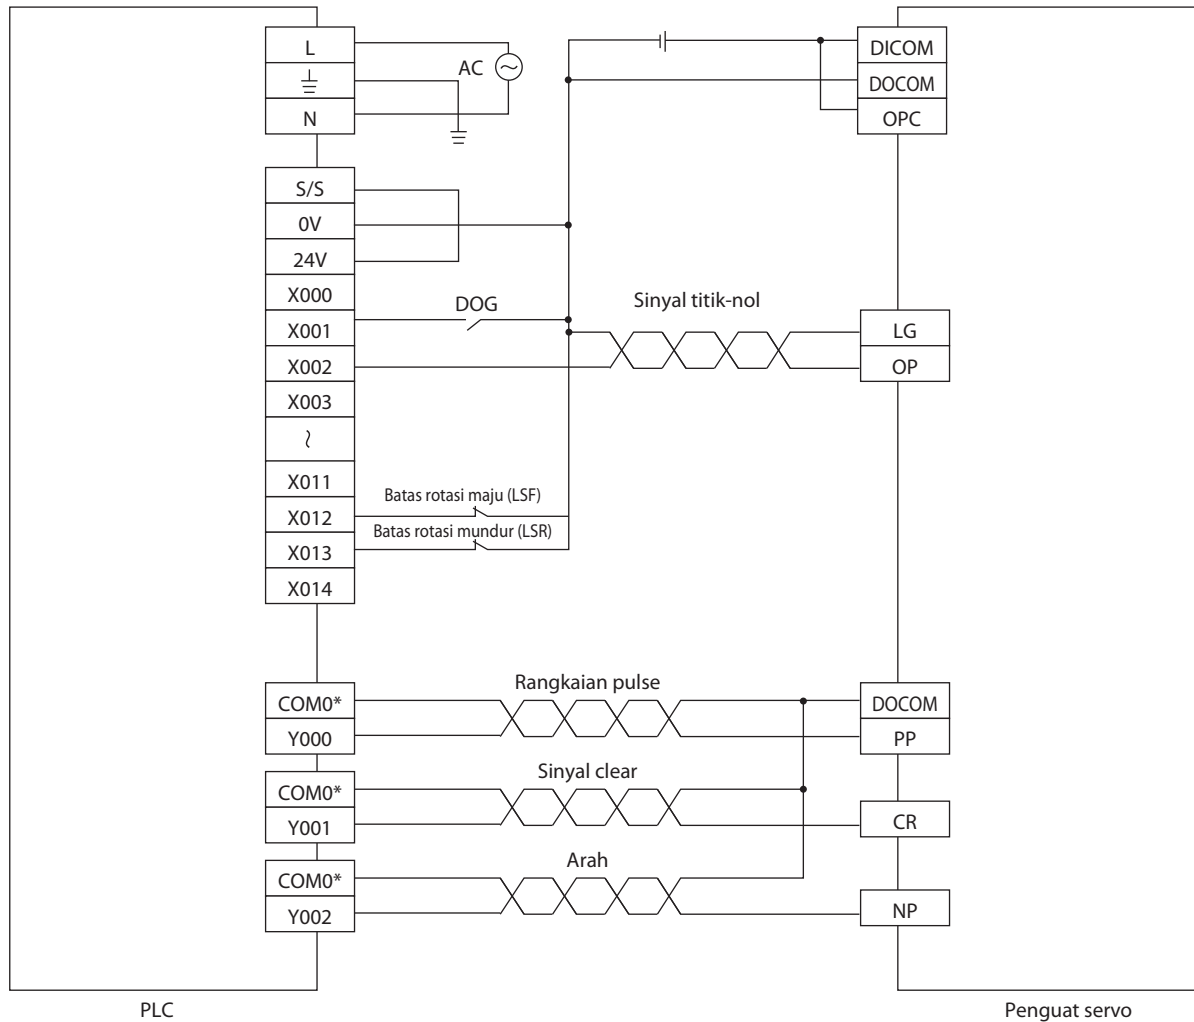 L
AC
N
DICOM
DOCOM
OPC
S/S
0V
24V
X000
X001
X002
X003
~
X011
X012
X013
X014
DOG
Sinyal titik-nol
LG
OP
Batas rotasi maju (LSF)
Batas rotasi mundur (LSR)
COM0*
Y000
Rangkaian pulse
DOCOM
PP
COM0*
Y001
Sinyal clear
CR
COM0*
Y002
Arah
NP
PLC
Penguat servo